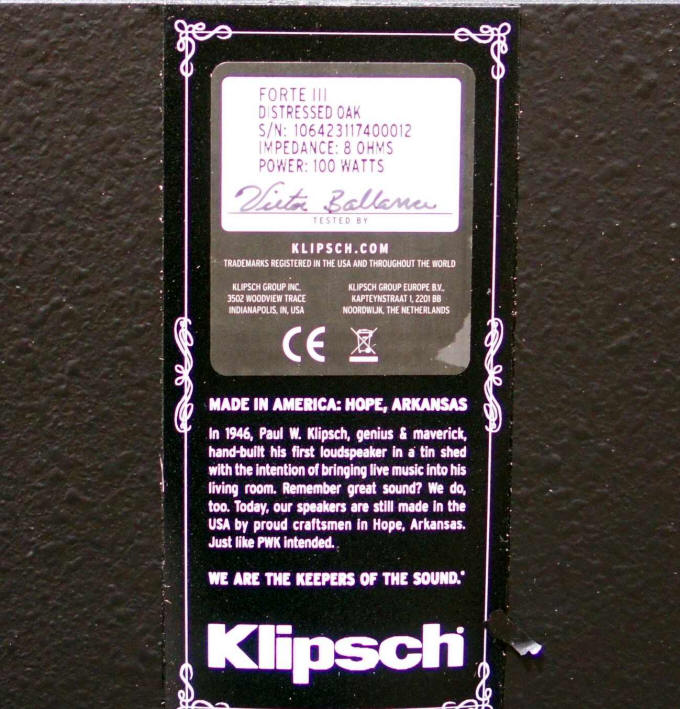 FORTE III
DISTRESSED OAK
S/N: 106423117400012
IMPEDANCE: 8 OHMS
POWER: 100 WATTS
Victor Ballance
TESTED BY
KLIPSCH.COM
TRADEMARKS REGISTERED IN THE USA AND THROUGHOUT THE WORLD
KLIPSCH GROUP INC.
3502 WOODVIEW TRACE
INDIANAPOLIS, IN, USA
KLIPSCH GROUP EUROPE B.V.,
KAPTEYNSTRAAT 1, 2201 BB
NOORDWIJK, THE NETHERLANDS
CE
MADE IN AMERICA: HOPE, ARKANSAS
In 1946, Paul W. Klipsch, genius & maverick,
hand-built his first loudspeaker in a tin shed
with the intention of bringing live music into his
living room. Remember great sound? We do,
too. Today, our speakers are still made in the
USA by proud craftsmen in Hope, Arkansas.
Just like PWK intended.
WE ARE THE KEEPERS OF THE SOUND.®
Klipsch®